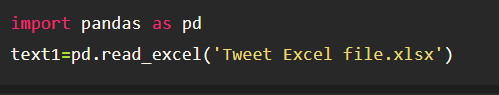 import pandas as pd
text1=pd.read_excel('Tweet Excel file.xlsx')